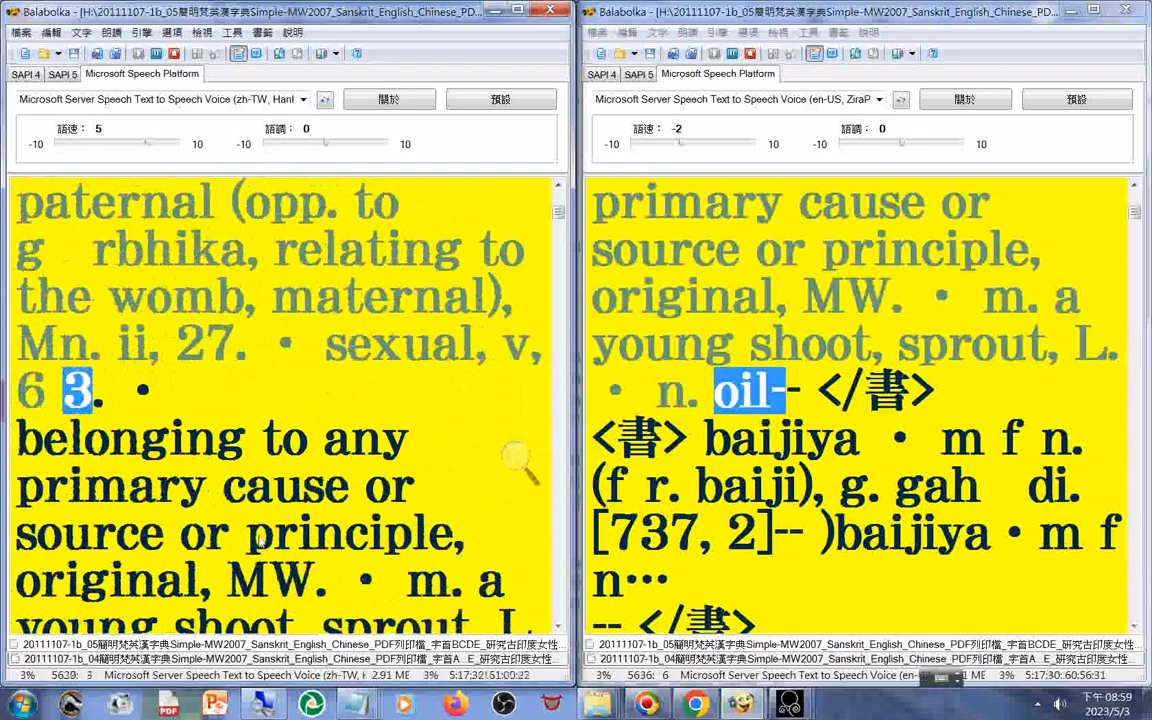 Balabolka - [H:\20111107-1b_05簡明梵英漢字典Simple-MW2007_Sanskrit_English_Chinese_PD...
檔案 編輯 文字 朗讀 引擎 選項 檢視 工具 書籤 說明
SAPI 4 SAPI 5 Microsoft Speech Platform
Microsoft Server Speech Text to Speech Voice (zh-TW, Hanl 關於 預設
語速： 5 語調： 0
-10 10 -10 10
paternal (opp. to
g rbhika, relating to
the womb, maternal),
Mn. ii, 27. • sexual, v,
6 3. •
belonging to any
primary cause or
source or principle,
original, MW. • m. a
young shoot, sprout, L.
20111107-1b_05簡明梵英漢字典Simple-MW2007_Sanskrit_English_Chinese_PDF列印檔_字首BCDE_研究古印度女性...
20111107-1b_04簡明梵英漢字典Simple-MW2007_Sanskrit_English_Chinese_PDF列印檔_字首A...E_研究古印度女性...
3% 5629: 3 Microsoft Server Speech Text to Speech Voice (zh-TW, H 2.91 ME 3%
Balabolka - [H:\20111107-1b_05簡明梵英漢字典Simple-MW2007_Sanskrit_English_Chinese_PD...
檔案 編輯 文字 朗讀 引擎 選項 檢視 工具 書籤 說明
SAPI 4 SAPI 5 Microsoft Speech Platform
Microsoft Server Speech Text to Speech Voice (en-US, ZiraP 關於 預設
語速： -2 語調： 0
-10 10 -10 10
primary cause or
source or principle,
original, MW. • m. a
young shoot, sprout, L.
• n. oil-- </書>
<書> baijiya • m f n.
(f r. baiji), g. gah di.
[737, 2]-- )baijiya • m f
n…
-- </書>
20111107-1b_05簡明梵英漢字典Simple-MW2007_Sanskrit_English_Chinese_PDF列印檔_字首BCDE_研究古印度女性...
20111107-1b_04簡明梵英漢字典Simple-MW2007_Sanskrit_English_Chinese_PDF列印檔_字首A...E_研究古印度女性...
3% 5636: 6 Microsoft Server Speech Text to Speech Voice (en-US, 3%
下午 08:59
2023/5/3